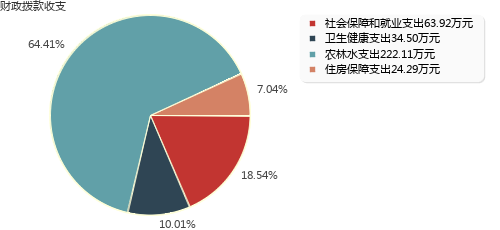 财政拨款收支
社会保障和就业支出63.92万元
卫生健康支出34.50万元
农林水支出222.11万元
住房保障支出24.29万元
64.41%
7.04%
18.54%
10.01%